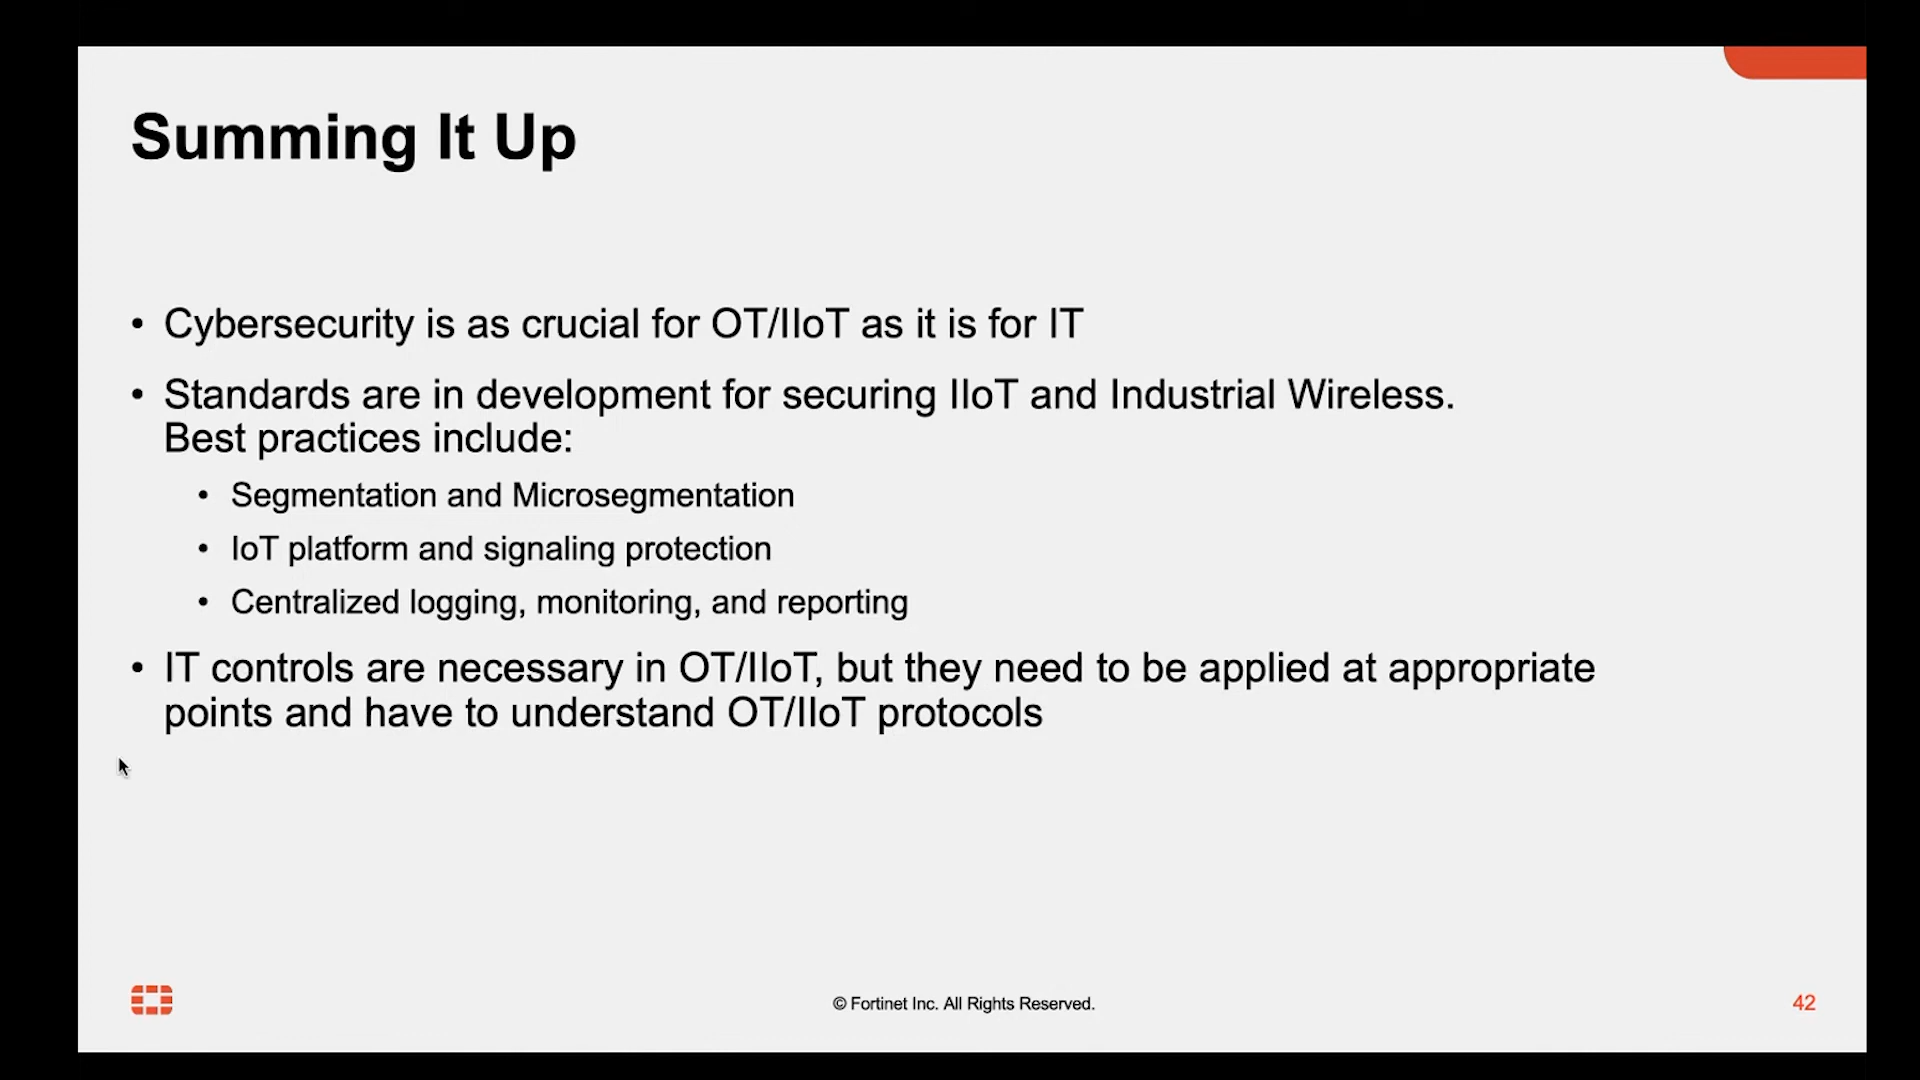 Summing It Up
• Cybersecurity is as crucial for OT/IIoT as it is for IT
• Standards are in development for securing IIoT and Industrial Wireless.
Best practices include:
• Segmentation and Microsegmentation
• IoT platform and signaling protection
• Centralized logging, monitoring, and reporting
• IT controls are necessary in OT/IIoT, but they need to be applied at appropriate
points and have to understand OT/IIoT protocols
© Fortinet Inc. All Rights Reserved.
42